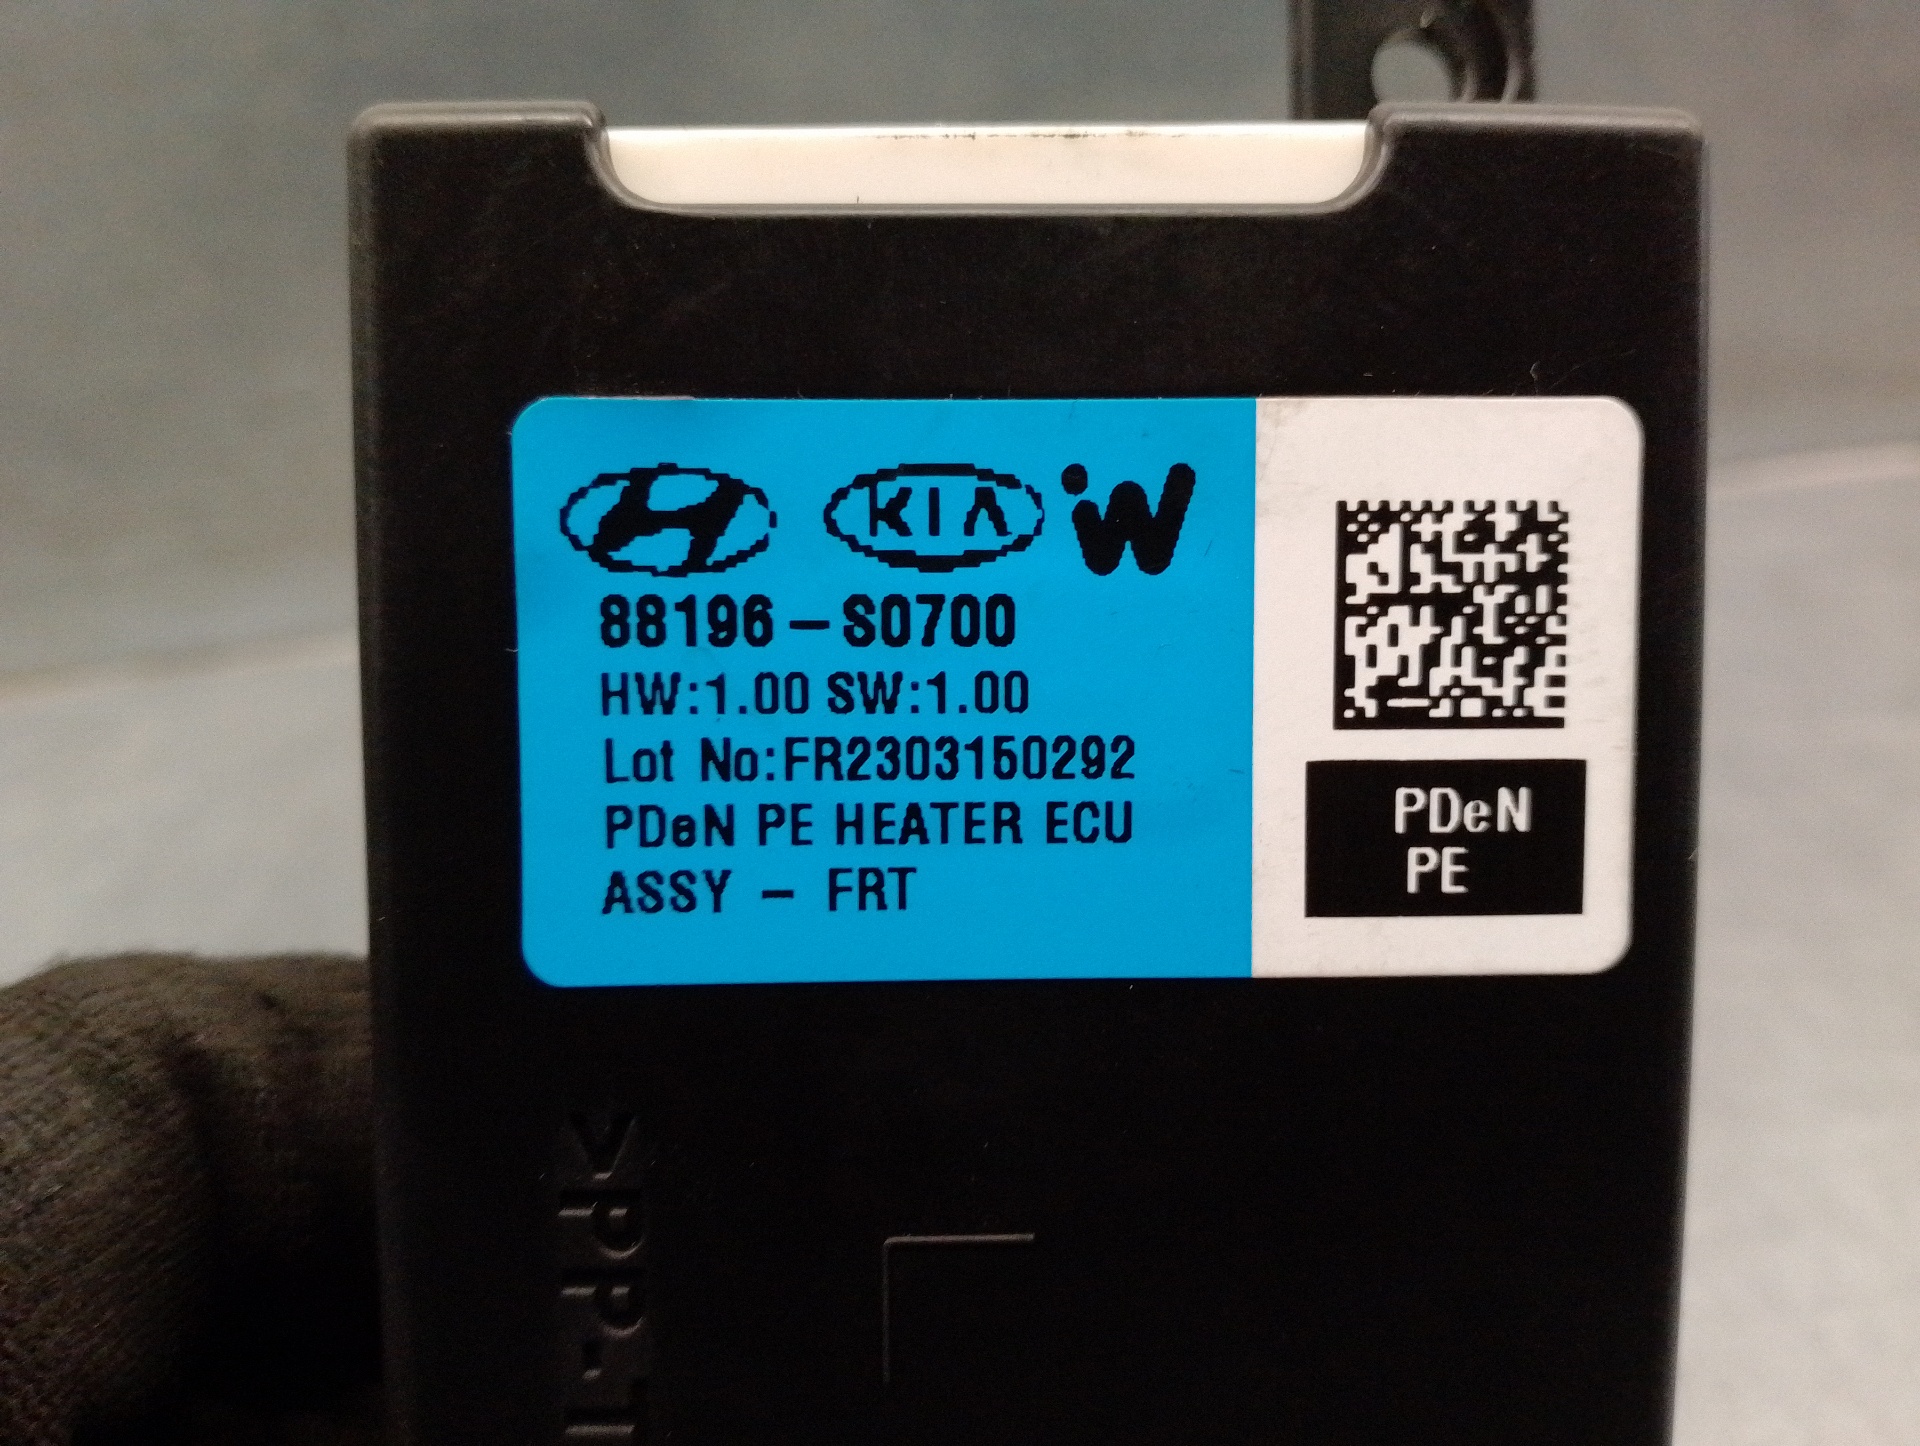 KIA
88196-S0700
HW:1.00 SW:1.00
Lot No:FR2303150292
PDeN PE HEATER ECU
ASSY - FRT
PDeN
PE
>PP-T